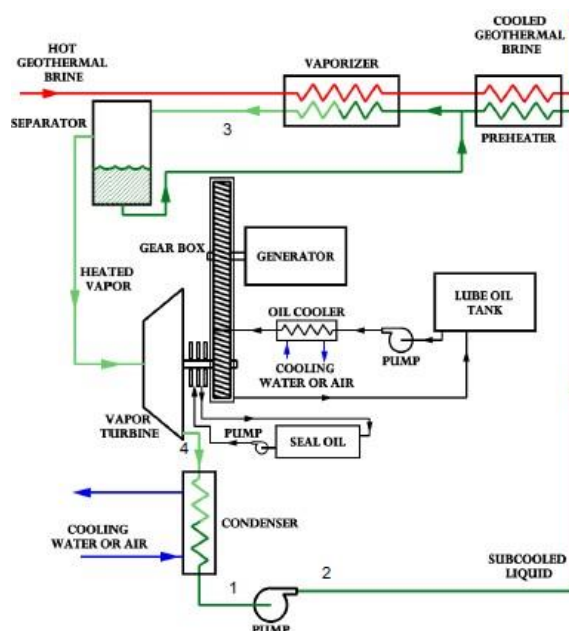 HOT
GEOTHERMAL
BRINE
VAPORIZER
COOLED
GEOTHERMAL
BRINE
SEPARATOR
3
PREHEATER
GEAR BOX
GENERATOR
HEATED
VAPOR
OIL COOLER
LUBE OIL
TANK
PUMP
COOLING
WATER OR AIR
VAPOR
TURBINE
PUMP
SEAL OIL
4
CONDENSER
COOLING
WATER OR AIR
1
2
SUBCOOLED
LIQUID
PUMP